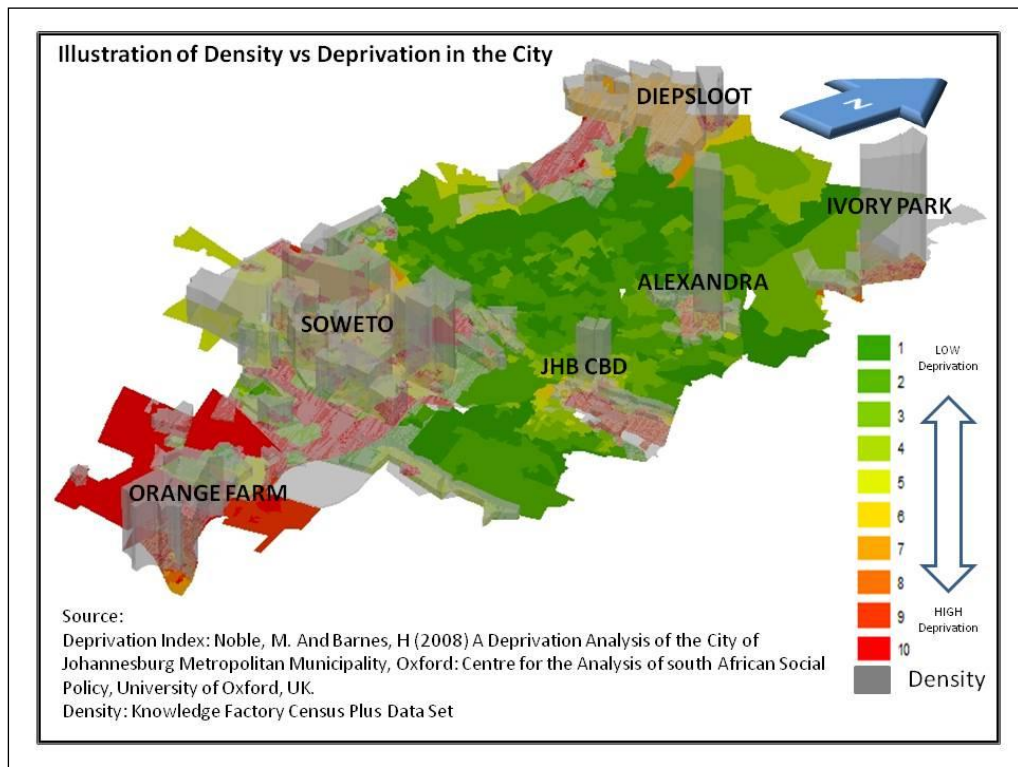 Illustration of Density vs Deprivation in the City
DIEPSLOOT
N
IVORY PARK
ALEXANDRA
SOWETO
JHB CBD
ORANGE FARM
1
LOW
Deprivation
2
3
4
5
6
7
8
9
HIGH
Deprivation
10
Density
Source:
Deprivation Index: Noble, M. And Barnes, H (2008) A Deprivation Analysis of the City of
Johannesburg Metropolitan Municipality, Oxford: Centre for the Analysis of south African Social
Policy, University of Oxford, UK.
Density: Knowledge Factory Census Plus Data Set